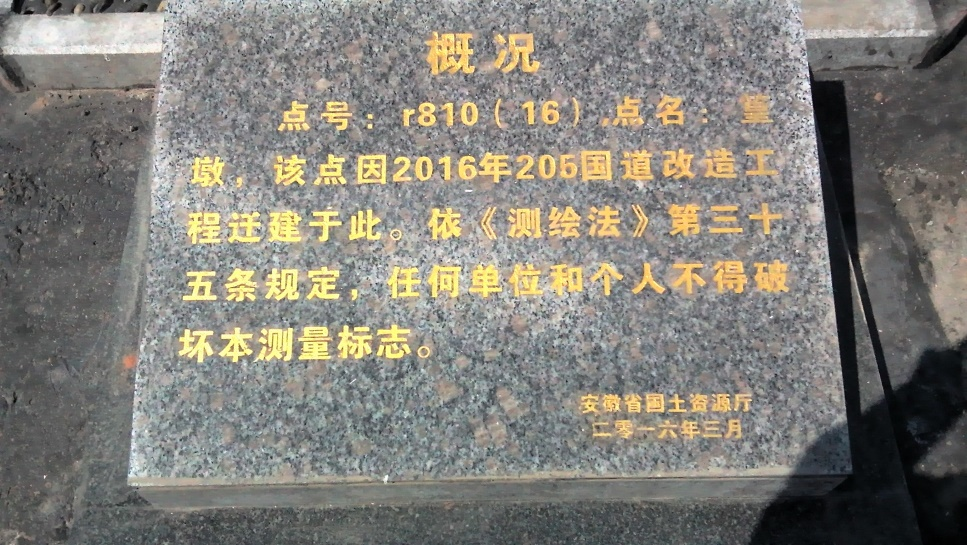 概况
点号：r810（16）,点名：篁
墩，该点因2016年205国道改造工
程迁建于此。依《测绘法》第三十
五条规定，任何单位和个人不得破
坏本测量标志。
安徽省国土资源厅
二零一六年三月